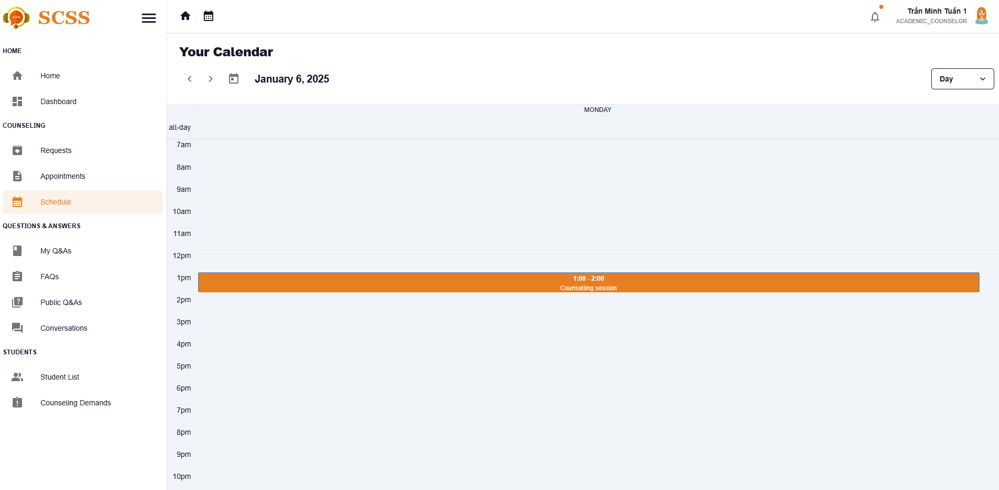 SCSS
HOME
Home
Dashboard
COUNSELING
Requests
Appointments
Schedule
QUESTIONS & ANSWERS
My Q&As
FAQs
Public Q&As
Conversations
STUDENTS
Student List
Counseling Demands
Trần Minh Tuấn 1
ACADEMIC_COUNSELOR
Your Calendar
January 6, 2025
Day
MONDAY
all-day
7am
8am
9am
10am
11am
12pm
1pm
1:00 - 2:00
Counselling session
2pm
3pm
4pm
5pm
6pm
7pm
8pm
9pm
10pm